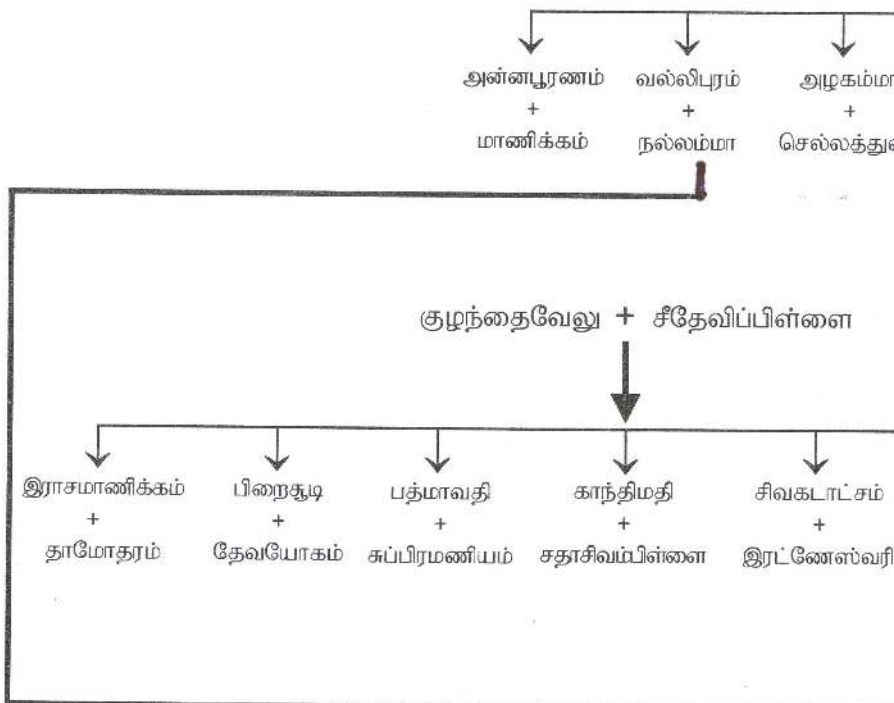 அன்னபூரணம் வல்லிபுரம் அழகம்மா
+ + +
மாணிக்கம் நல்லம்மா
குழந்தைவேலு + சீதேவிப்பிள்ளை
இராசமாணிக்கம் பிறைசூடி பத்மாவதி காந்திமதி சிவகடாட்சம்
+ + + + +
தாமோதரம் தேவயோகம் சுப்பிரமணியம் சதாசிவம்பிள்ளை இரட்ணேஸ்வரி